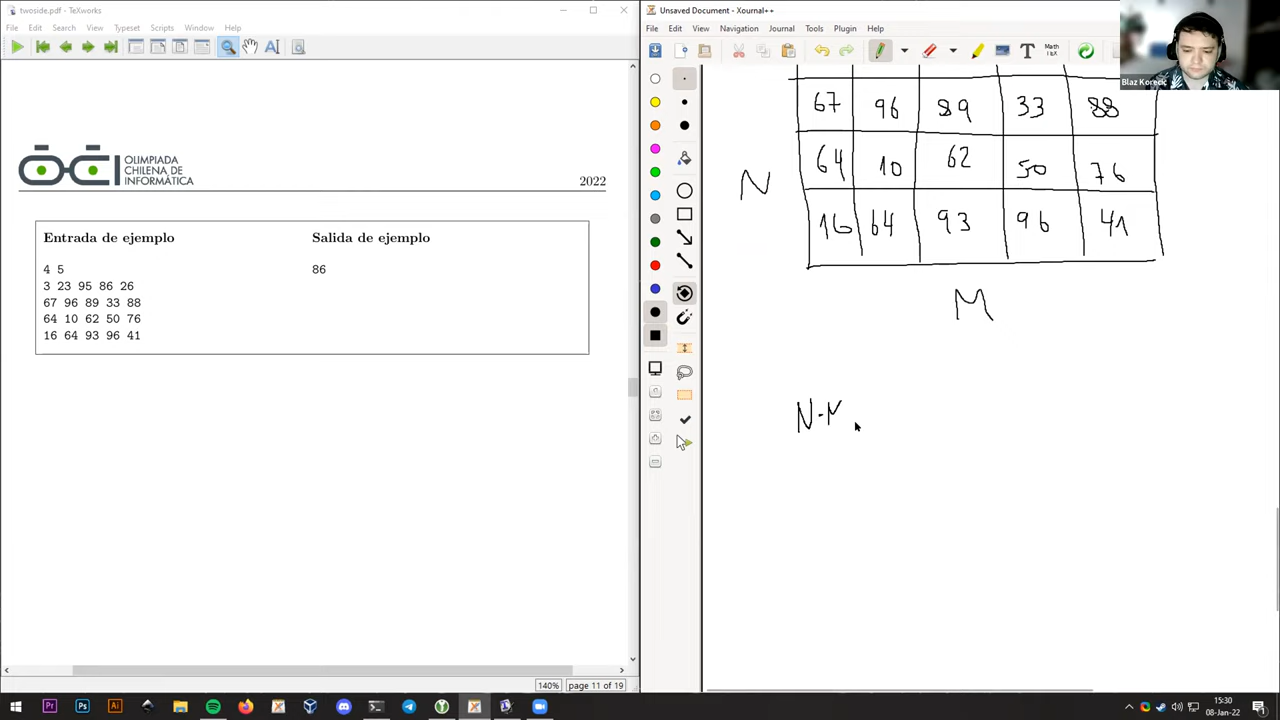 twoside.pdf - TeXworks
File Edit Search View Typeset Scripts Window Help
OCI
OLIMPIADA
CHILENA DE
INFORMÁTICA
2022
Entrada de ejemplo Salida de ejemplo
4 5 86
3 23 95 86 26
67 96 89 33 88
64 10 62 50 76
16 64 93 96 41
140% page 11 of 19
Unsaved Document - Xournal++
File Edit View Navigation Journal Tools Plugin Help
Math
TEX
Blaz Korecic
67 96 89 33 88
N 64 10 62 50 76
16 64 93 96 41
M
15:30
08-Jan-22